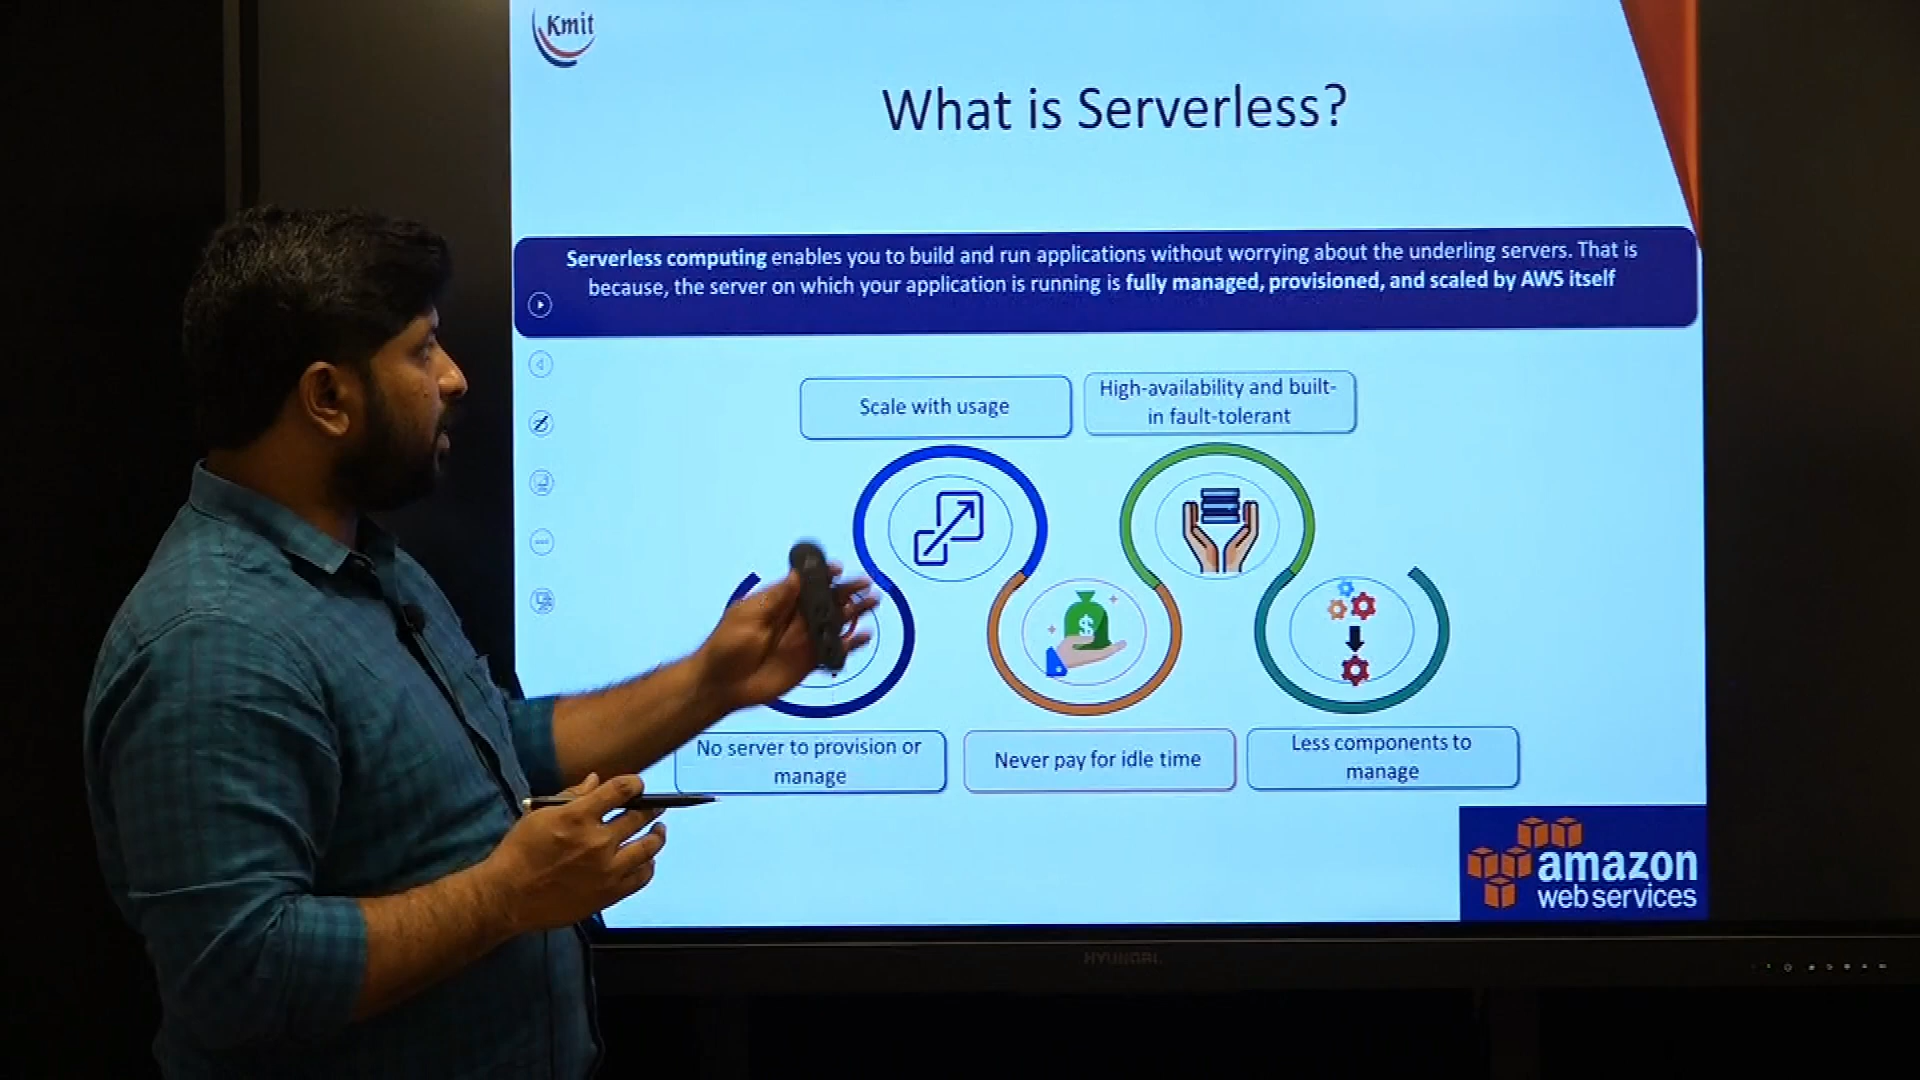 Kmit
What is Serverless?
Serverless computing enables you to build and run applications without worrying about the underling servers. That is
because, the server on which your application is running is fully managed, provisioned, and scaled by AWS itself
Scale with usage
High-availability and built-
in fault-tolerant
$
No server to provision or
manage
Never pay for idle time
Less components to
manage
amazon
web services
HYUNDAI